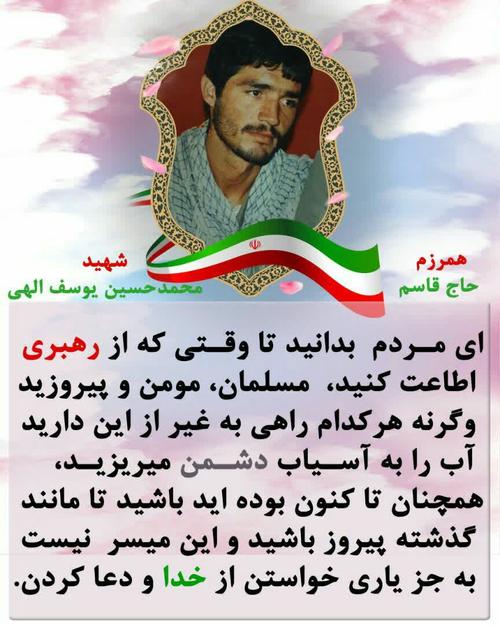 همرزم
حاج قاسم
شهید
محمدحسین یوسف الهی
ای مردم بدانید تا وقتی که از رهبری
اطاعت کنید، مسلمان، مومن و پیروزید
وگرنه هرکدام راهی به غیر از این دارید
آب را به آسیاب دشمن میریزید،
همچنان تا کنون بوده اید باشید تا مانند
گذشته پیروز باشید و این میسر نیست
به جز یاری خواستن از خدا و دعا کردن.